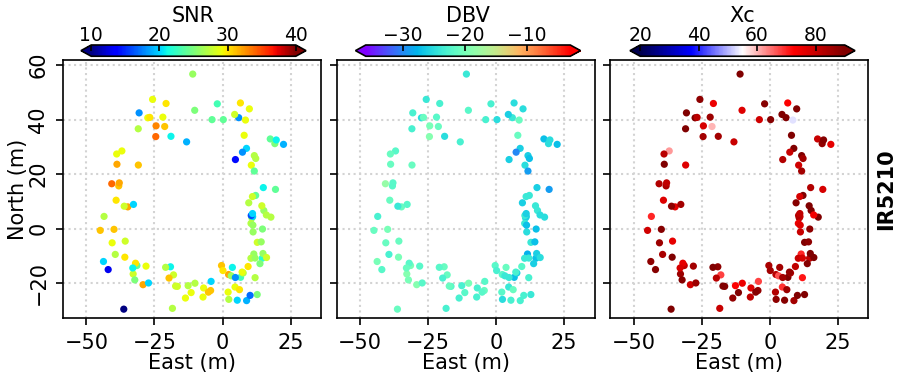 SNR DBV Xc
10 20 30 40 −30 −20 −10 20 40 60 80
60
40
20
0
−20
North (m)
IR5210
−50 −25 0 25 −50 −25 0 25 −50 −25 0 25
East (m) East (m) East (m)